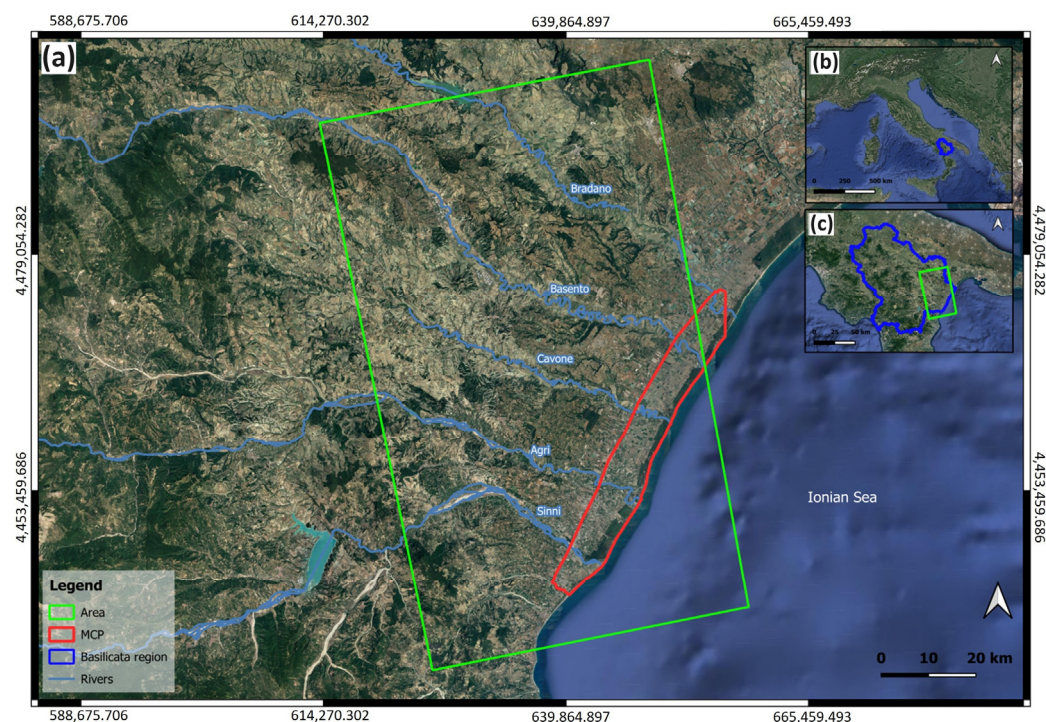 588,675.706 614,270.302 639,864.897 665,459.493
(a)
(b)
0 250 500 km
(c)
0 25 50 km
4,479,054.282
4,479,054.282
4,453,459.686
4,453,459.686
Bradano
Basento
Cavone
Agri
Sinni
Ionian Sea
Legend
Area
MCP
Basilicata region
Rivers
0 10 20 km
588,675.706 614,270.302 639,864.897 665,459.493